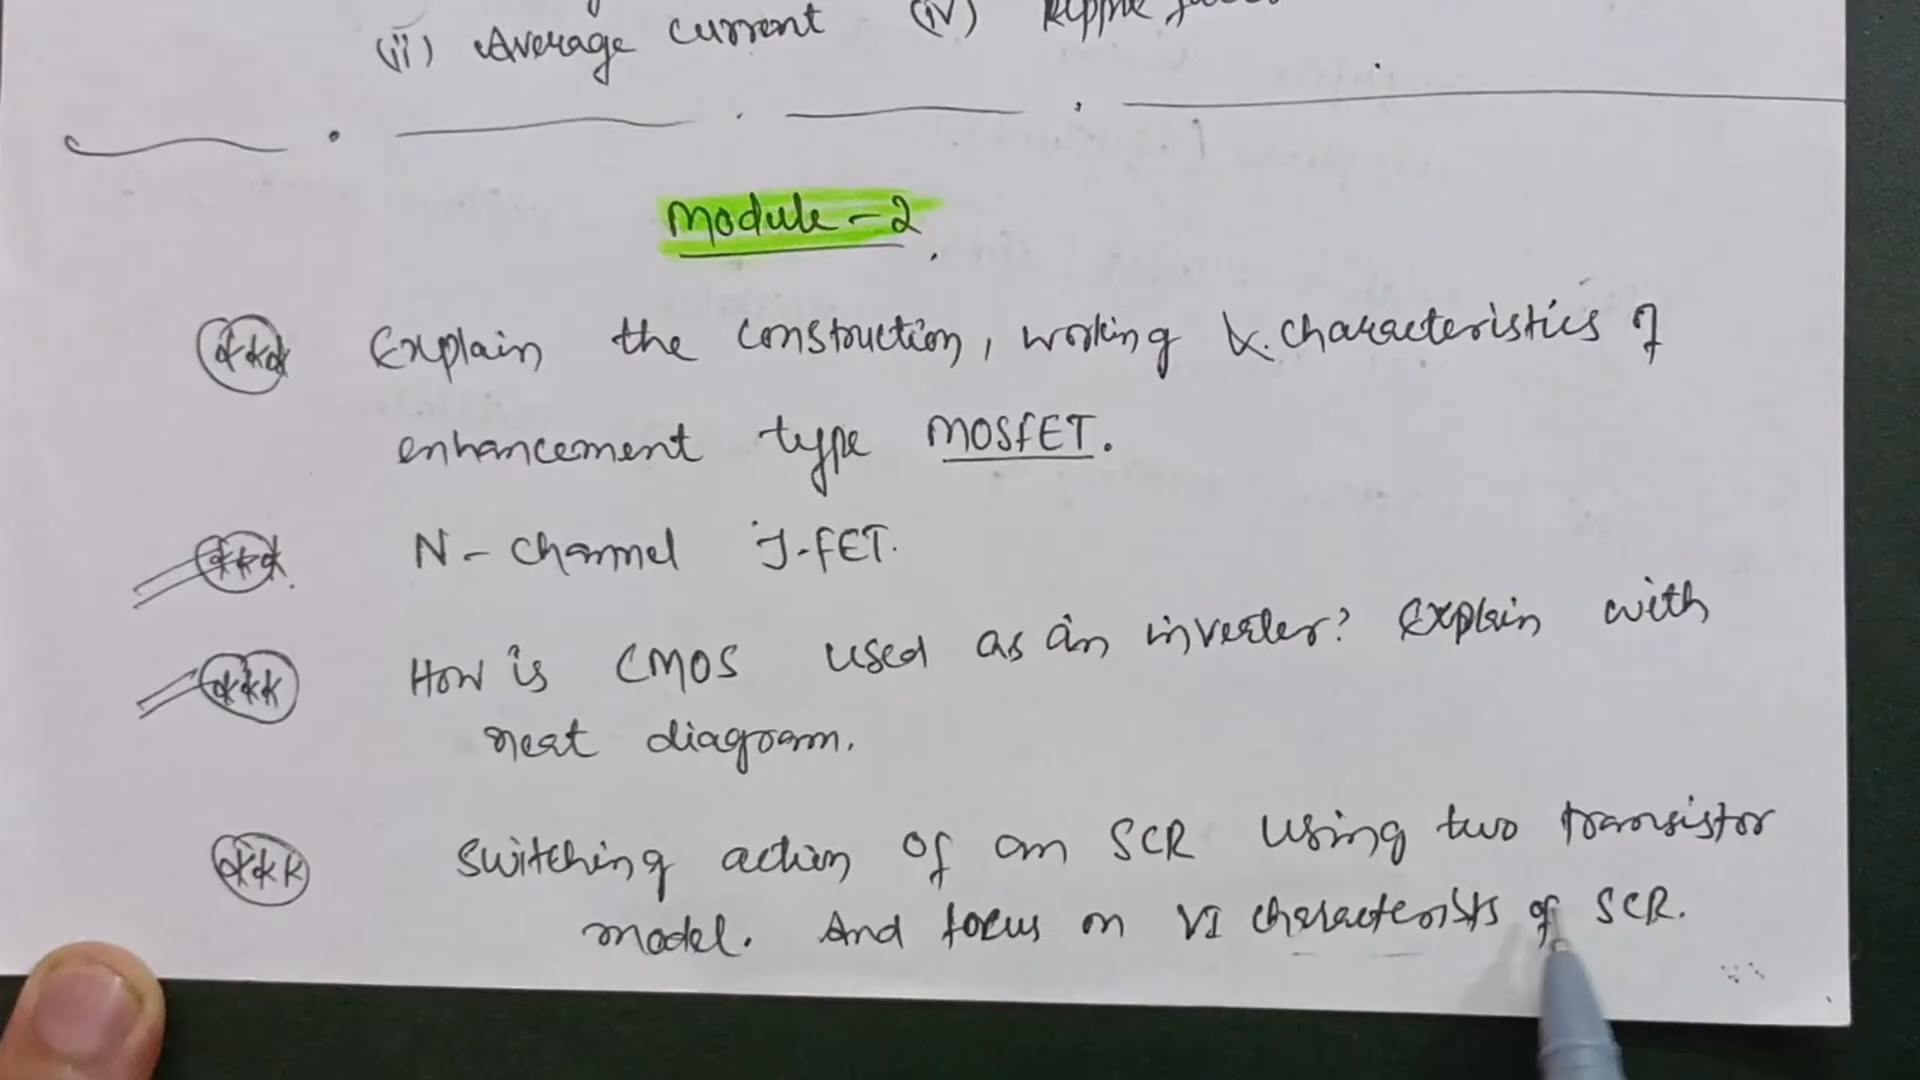 (ii) Average current (iv) Ripple
Module - 2
*** Explain the construction, working & characteristics of
enhancement type MOSFET.
*** N - Channel J-FET.
*** How is CMOS used as an inverter? Explain with
neat diagram.
*** Switching action of an SCR using two transistor
model. And focus on VI characterists of SCR.